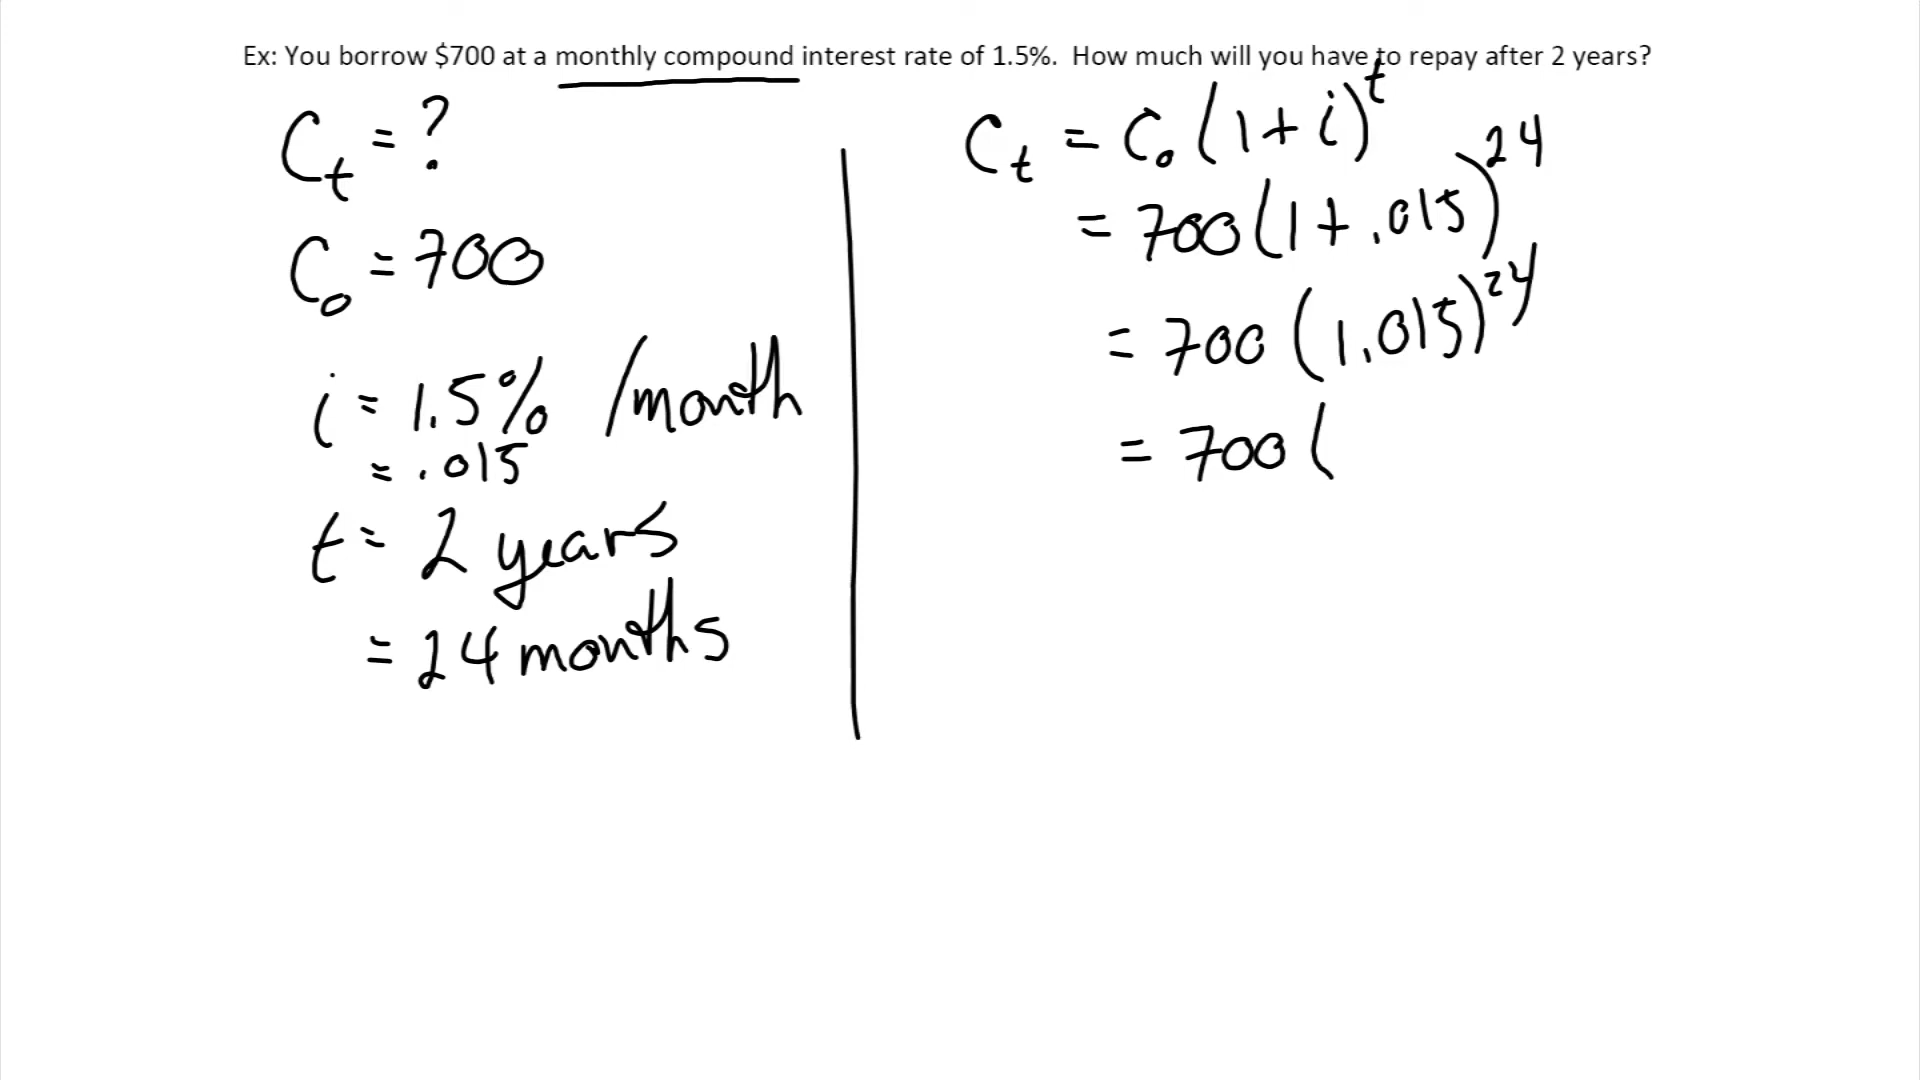 Ex: You borrow $700 at a monthly compound interest rate of 1.5%. How much will you have to repay after 2 years?
Cₜ = ?
C₀ = 700
i = 1.5% /month
= .015
t = 2 years
= 24 months
Cₜ = C₀(1+i)ᵗ
= 700(1+.015)²⁴
= 700(1.015)²⁴
= 700(